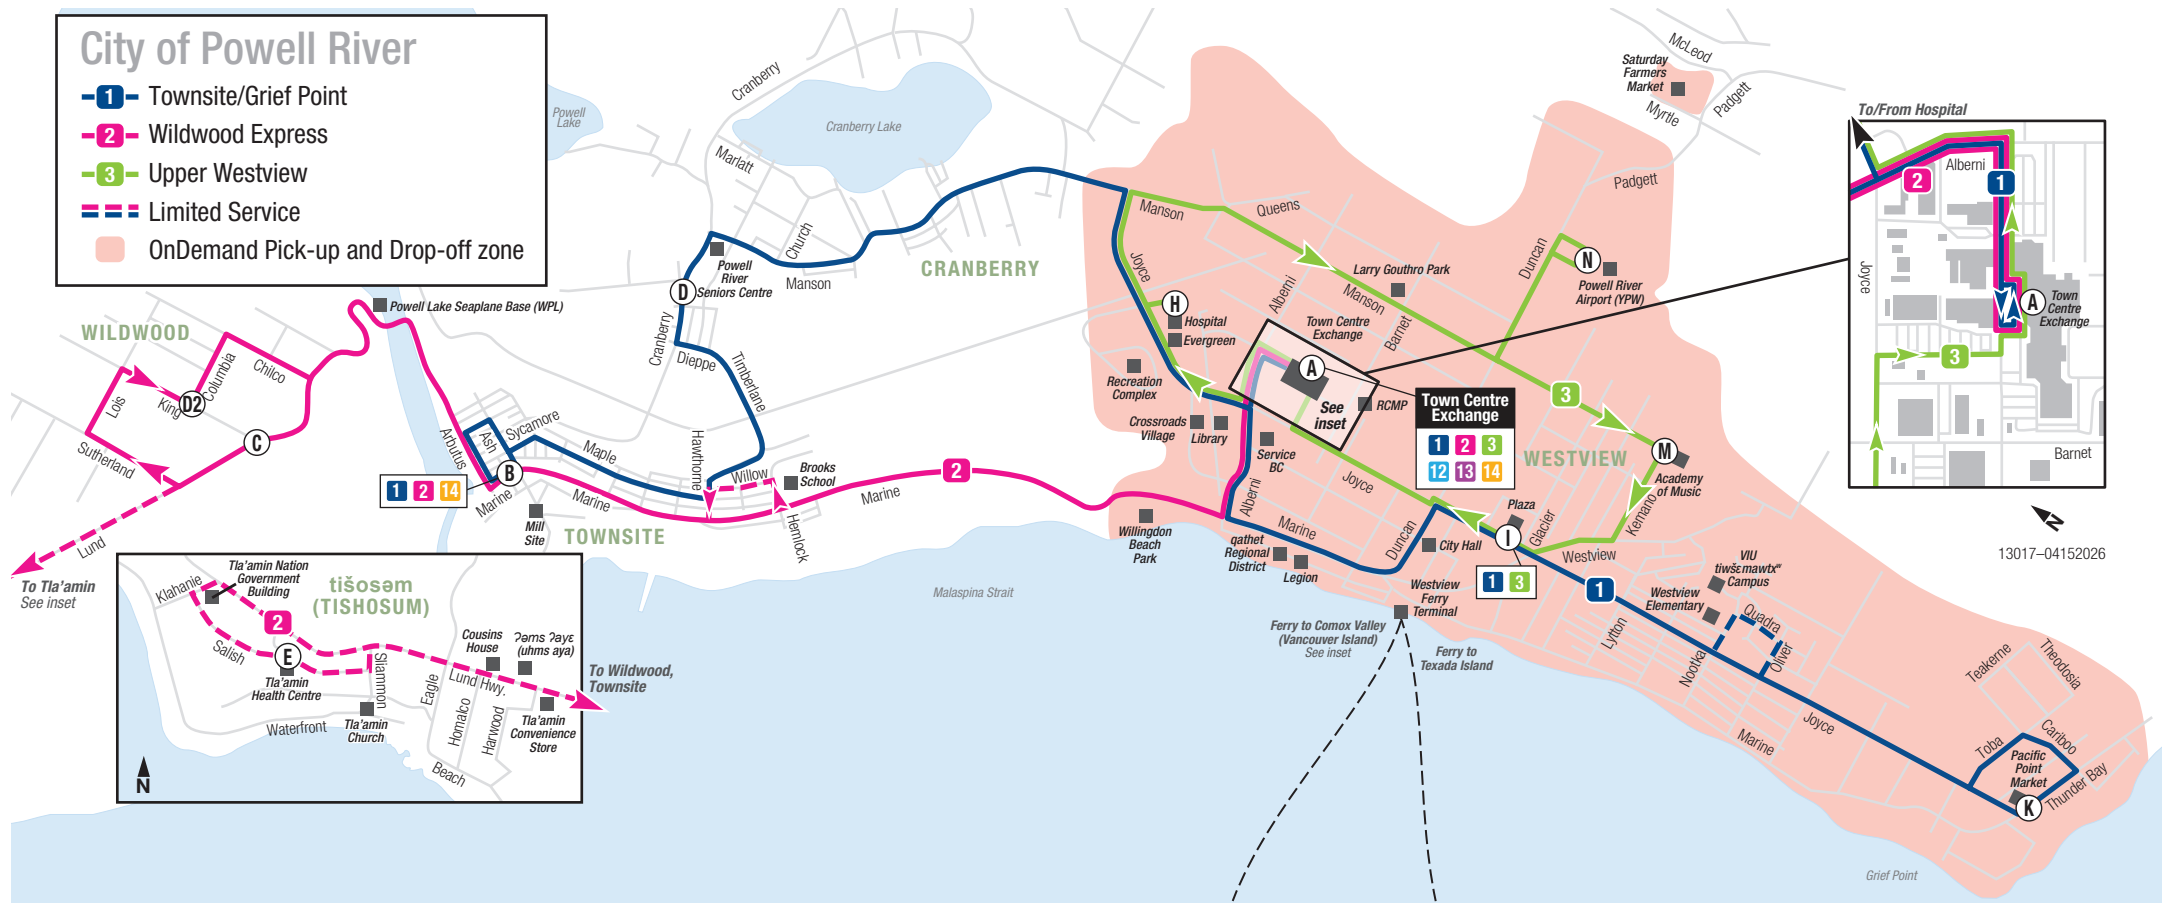 City of Powell River
1 Townsite/Grief Point
2 Wildwood Express
3 Upper Westview
Limited Service
OnDemand Pick-up and Drop-off zone
Powell
Lake
Cranberry
Cranberry Lake
Marlatt
Church
Manson
CRANBERRY
Powell
River
Seniors Centre
D
Cranberry
Dieppe
Timberlane
Powell Lake Seaplane Base (WPL)
WILDWOOD
Columbia
Chilco
Lois
King
D2
C
Sutherland
Lund
To Tla'amin
See inset
Arbutus
Ash
Sycamore
Maple
B
1 2 14
Marine
Marine
Mill
Site
TOWNSITE
Hawthorne
Willow
Brooks
School
Hemlock
Marine
2
Malaspina Strait
Klahanie
Tla'amin Nation
Government
Building
tišosəm
(TISHOSUM)
2
Salish
E
Tla'amin
Health Centre
Sliammon
Cousins
House
ʔəms ʔayɛ
(uhms aya)
To Wildwood,
Townsite
Eagle
Lund Hwy.
Homalco
Harwood
Tla'amin
Convenience
Store
Waterfront
Tla'amin
Church
Beach
N
Saturday
Farmers
Market
McLeod
Padgett
Myrtle
Padgett
Manson
Queens
Joyce
H
Hospital
Evergreen
Recreation
Complex
Crossroads
Village
Library
Alberni
Larry Gouthro Park
Manson
Barnet
Town Centre
Exchange
A
See
inset
RCMP
Duncan
N
Powell River
Airport (YPW)
Town Centre
Exchange
1 2 3
12 13 14
3
WESTVIEW
M
Academy
of Music
Service
BC
Joyce
Alberni
Marine
Duncan
Willingdon
Beach
Park
qathet
Regional
District
Legion
City Hall
Plaza
I
Glacier
Kemano
Westview
1 3
1
Westview
Ferry
Terminal
Ferry to Comox Valley
(Vancouver Island)
See inset
Ferry to
Texada Island
VIU
tiwšɛmawtxʷ
Campus
Westview
Elementary
Quadra
Oliver
Lytton
Nootka
Marine
Joyce
Teakerne
Theodosia
Toba
Cariboo
Pacific
Point
Market
K
Thunder Bay
Grief Point
To/From Hospital
Alberni
2
1
Joyce
A
Town
Centre
Exchange
3
Barnet
N
13017–04152026